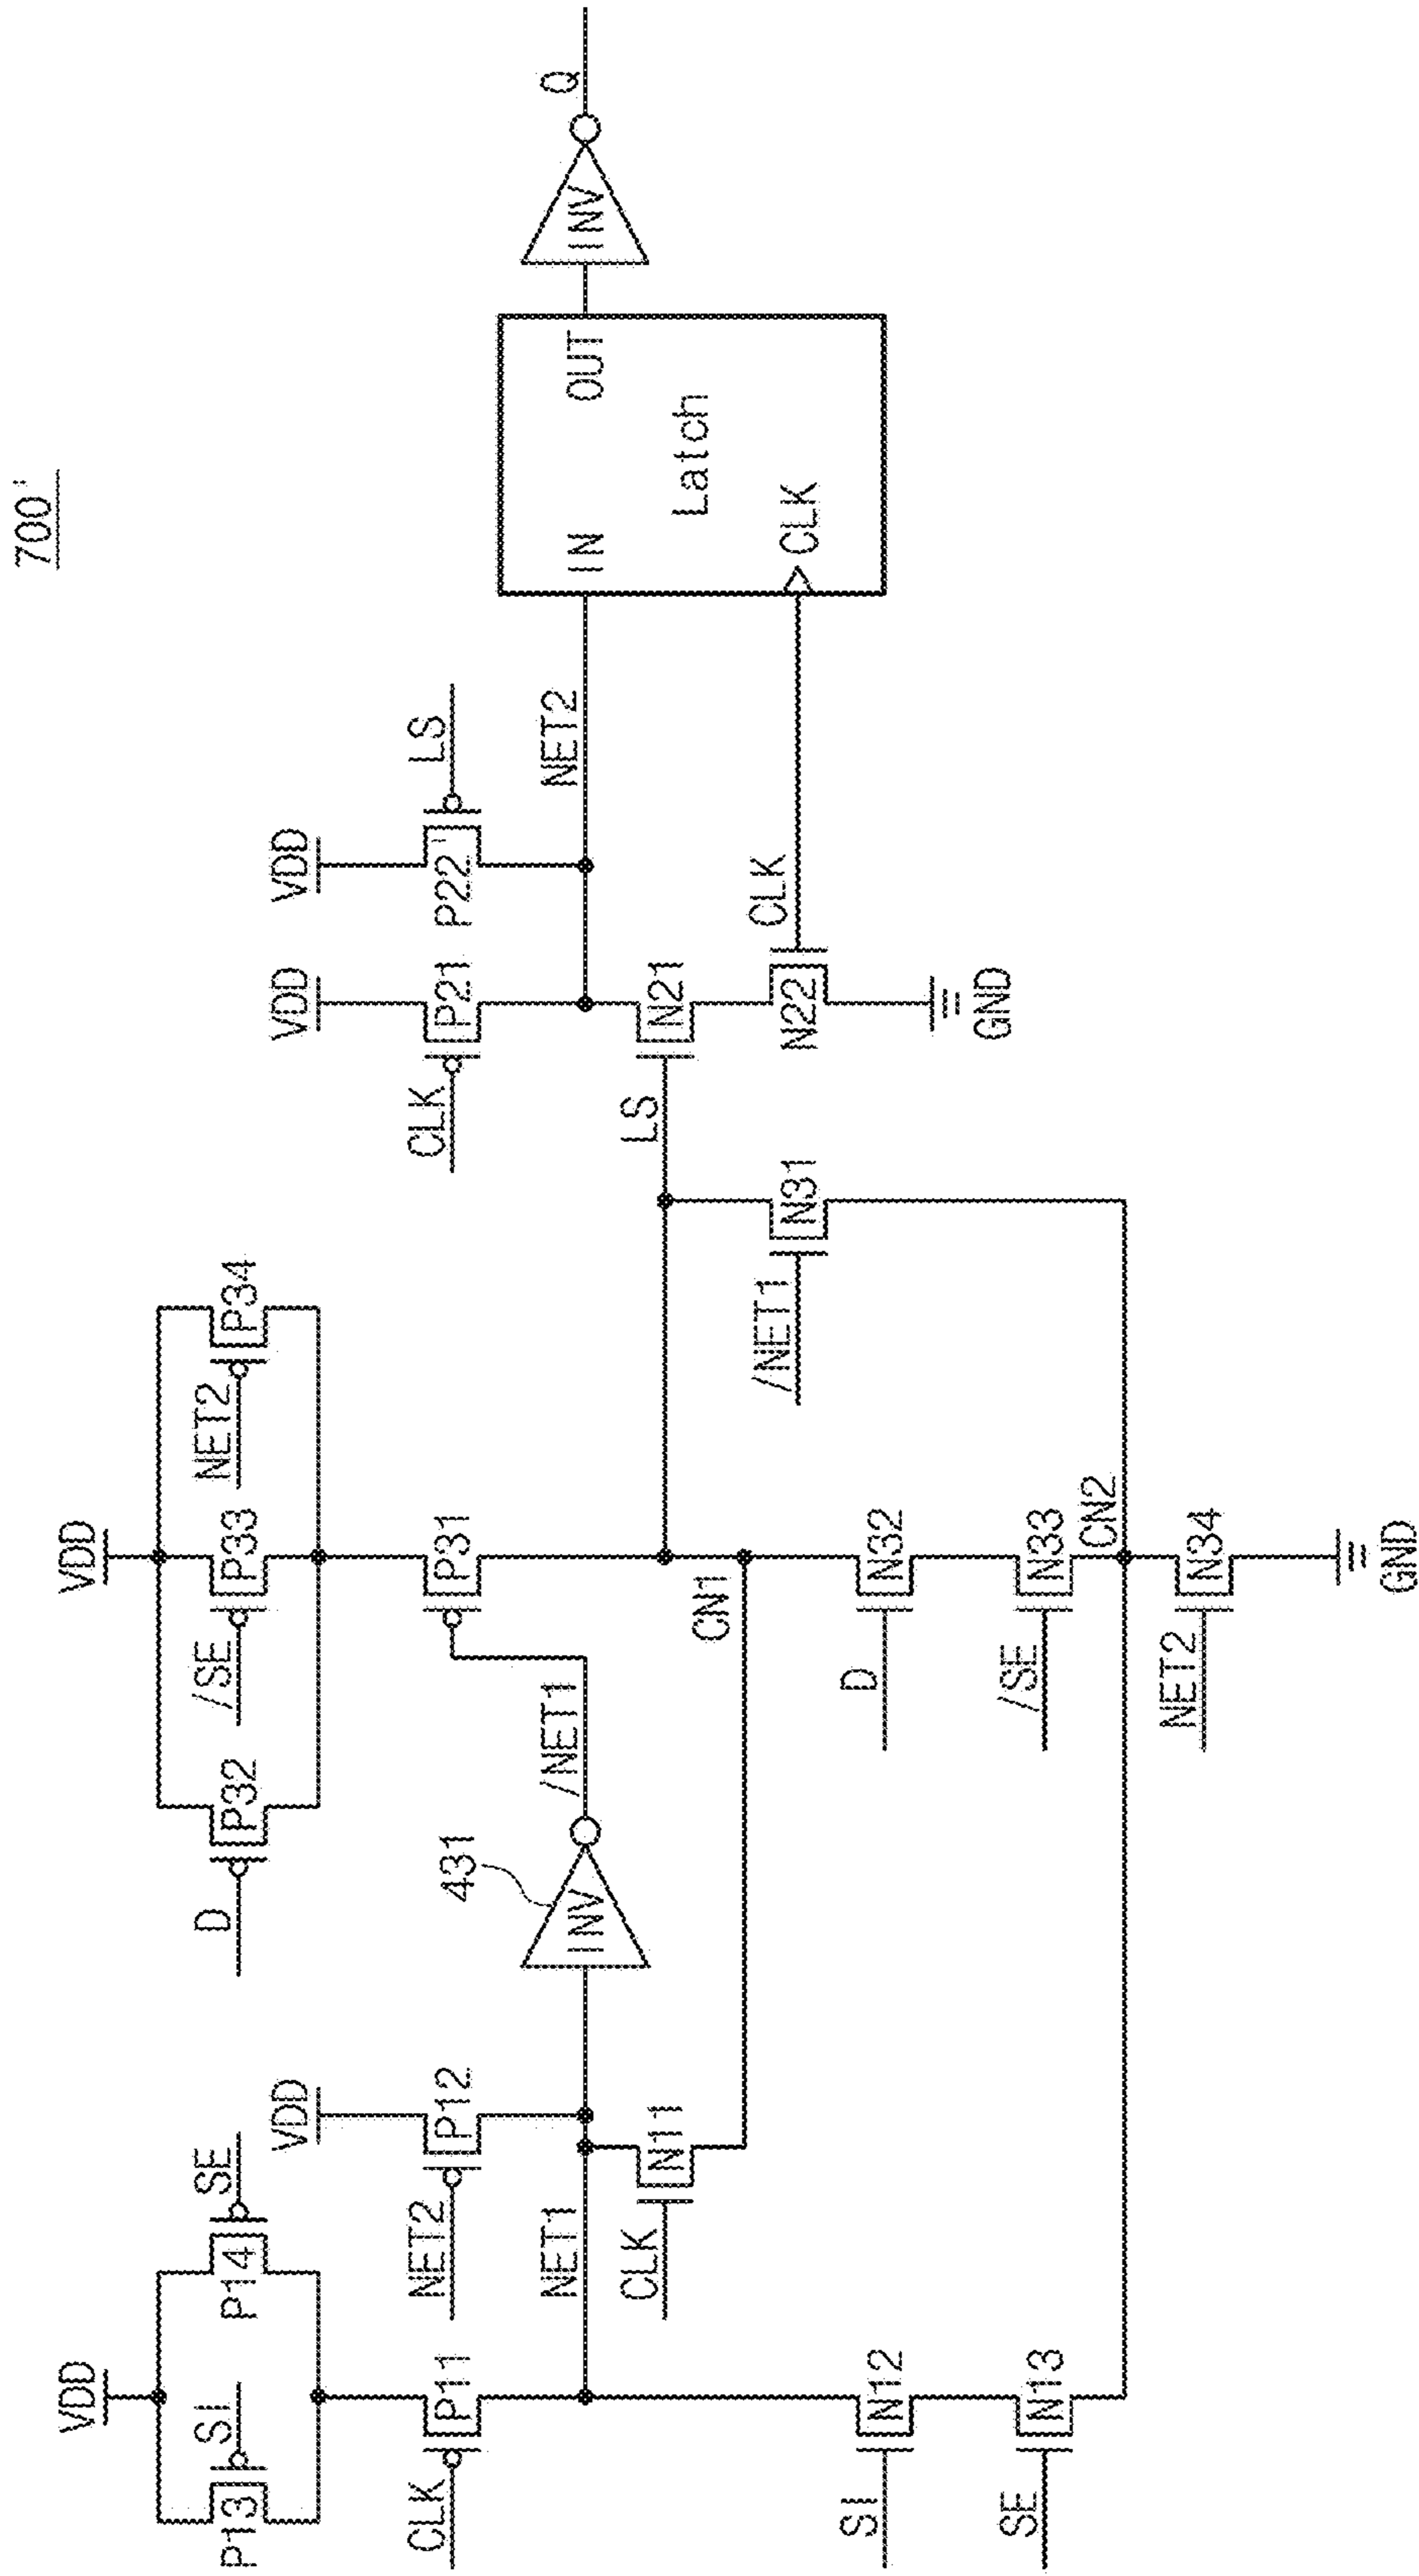 700'
VDD
VDD
P13
SI
P14
SE
D
P32
/SE
P33
NET2
P34
CLK
P11
VDD
NET2
P12
431
P31
CLK
VDD
P21
VDD
P22'
LS
NET1
INV
/NET1
NET2
IN
OUT
INV
Q
CLK
N11
CN1
LS
N21
Latch
/NET1
N31
N22
CLK
CLK
SI
N12
D
N32
GND
SE
N13
/SE
N33
CN2
NET2
N34
GND